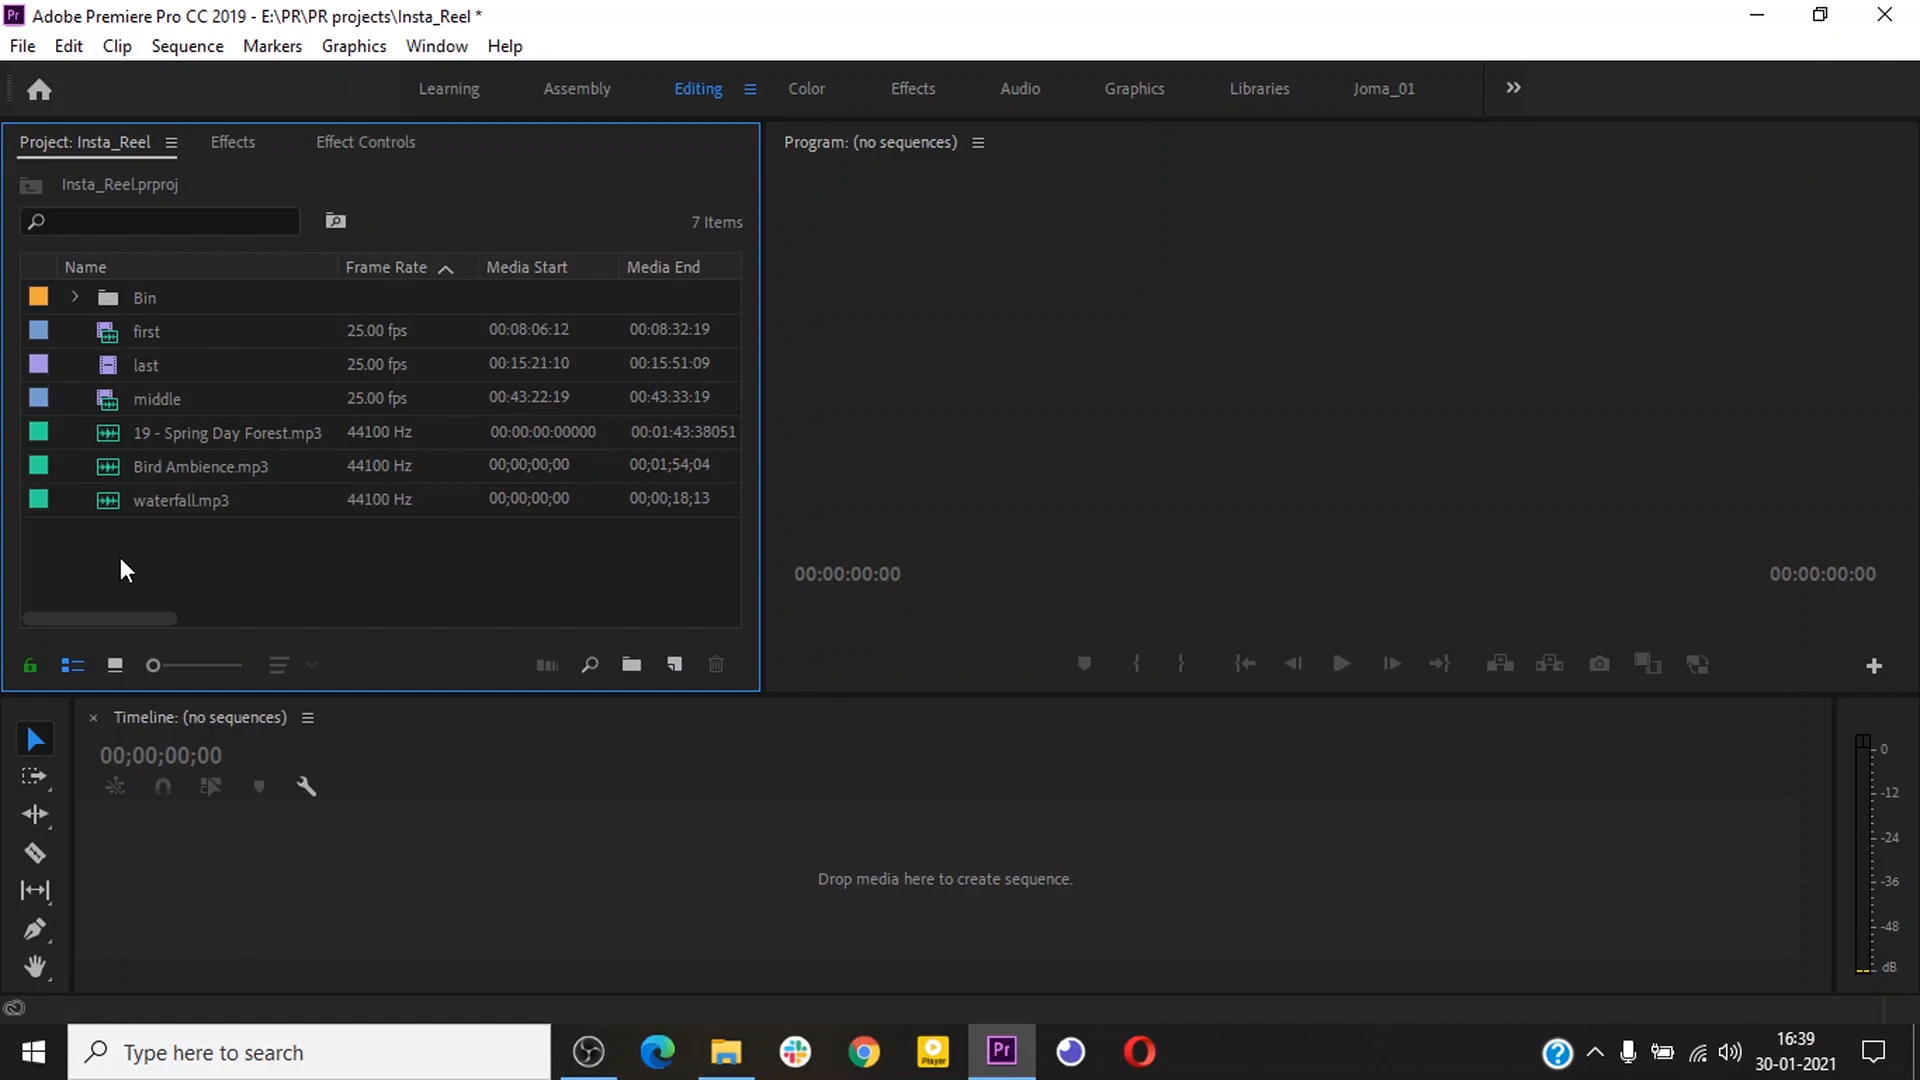 Pr Adobe Premiere Pro CC 2019 - E:\PR\PR projects\Insta_Reel *
File Edit Clip Sequence Markers Graphics Window Help
Learning Assembly Editing Color Effects Audio Graphics Libraries Joma_01
Project: Insta_Reel Effects Effect Controls
Program: (no sequences)
Insta_Reel.prproj
7 Items
Name Frame Rate Media Start Media End
Bin
first 25.00 fps 00:08:06:12 00:08:32:19
last 25.00 fps 00:15:21:10 00:15:51:09
middle 25.00 fps 00:43:22:19 00:43:33:19
19 - Spring Day Forest.mp3 44100 Hz 00:00:00:00000 00:01:43:38051
Bird Ambience.mp3 44100 Hz 00;00;00;00 00;01;54;04
waterfall.mp3 44100 Hz 00;00;00;00 00;00;18;13
00:00:00:00 00:00:00:00
Timeline: (no sequences)
00;00;00;00
Drop media here to create sequence.
0
-12
-24
-36
-48
dB
Type here to search
Player
Pr
16:39
30-01-2021